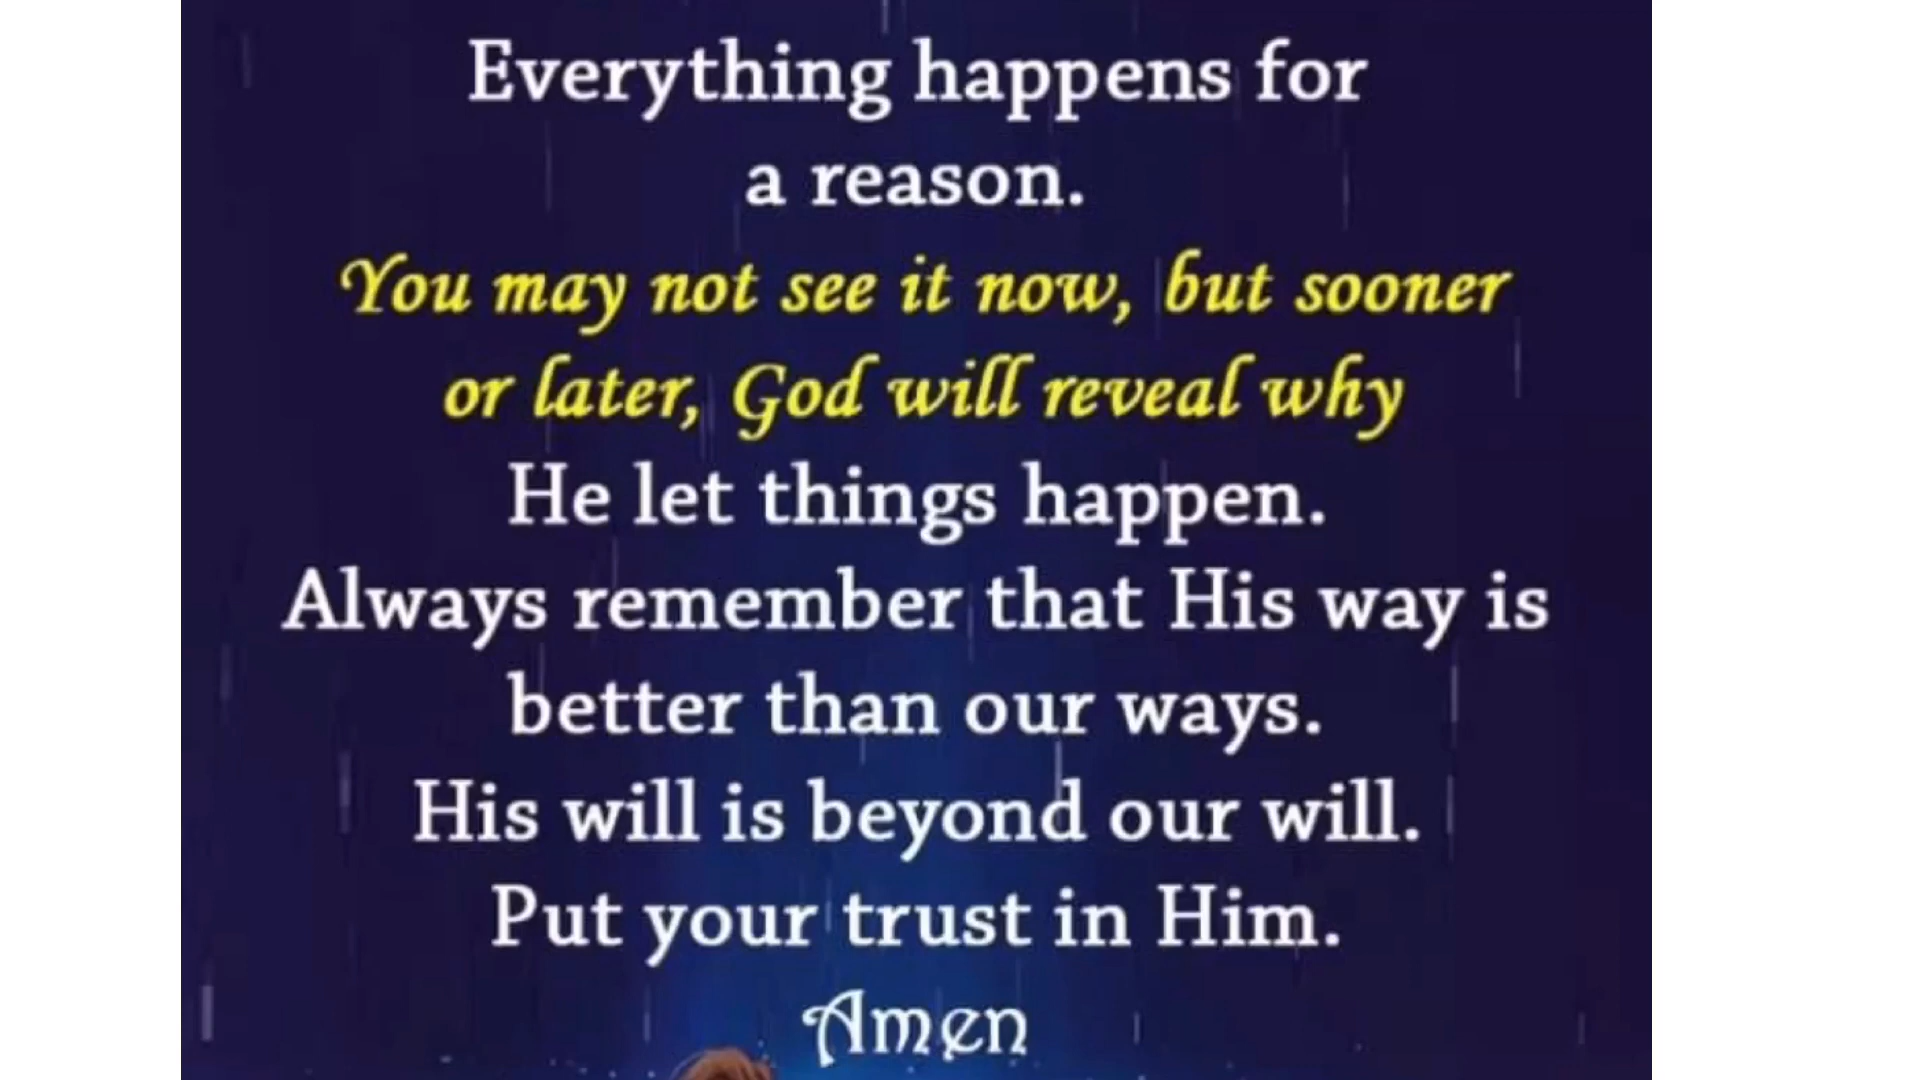 Everything happens for
a reason.
You may not see it now, but sooner
or later, God will reveal why
He let things happen.
Always remember that His way is
better than our ways.
His will is beyond our will.
Put your trust in Him.
Amen